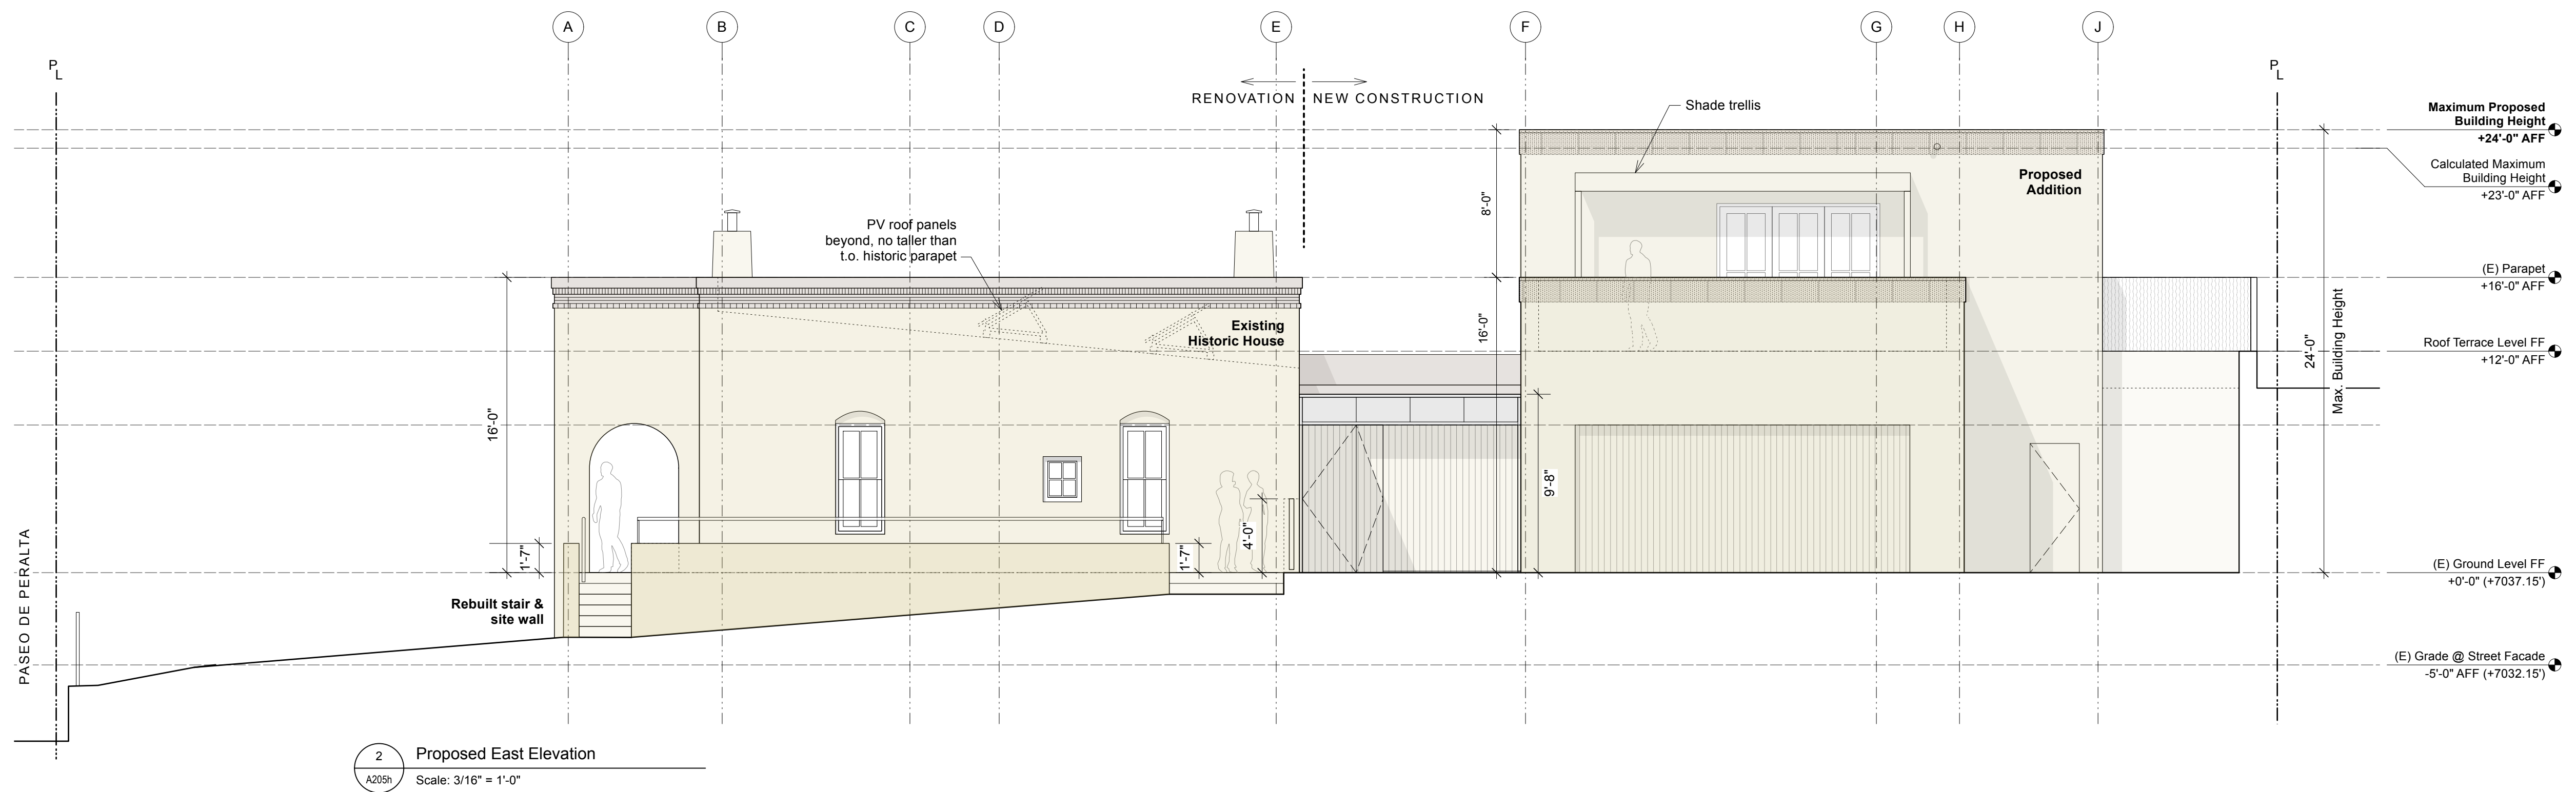 A
B
C
D
E
F
G
H
J
P
L
P
L
RENOVATION
NEW CONSTRUCTION
Shade trellis
Maximum Proposed
Building Height
+24'-0" AFF
Calculated Maximum
Building Height
+23'-0" AFF
Proposed
Addition
8'-0"
PV roof panels
beyond, no taller than
t.o. historic parapet
(E) Parapet
+16'-0" AFF
Existing
Historic House
16'-0"
Roof Terrace Level FF
+12'-0" AFF
24'-0"
Max. Building Height
16'-0"
9'-8"
4'-0"
1'-7"
1'-7"
(E) Ground Level FF
+0'-0" (+7037.15')
Rebuilt stair &
site wall
PASEO DE PERALTA
(E) Grade @ Street Facade
-5'-0" AFF (+7032.15')
2
A205h
Proposed East Elevation
Scale: 3/16" = 1'-0"